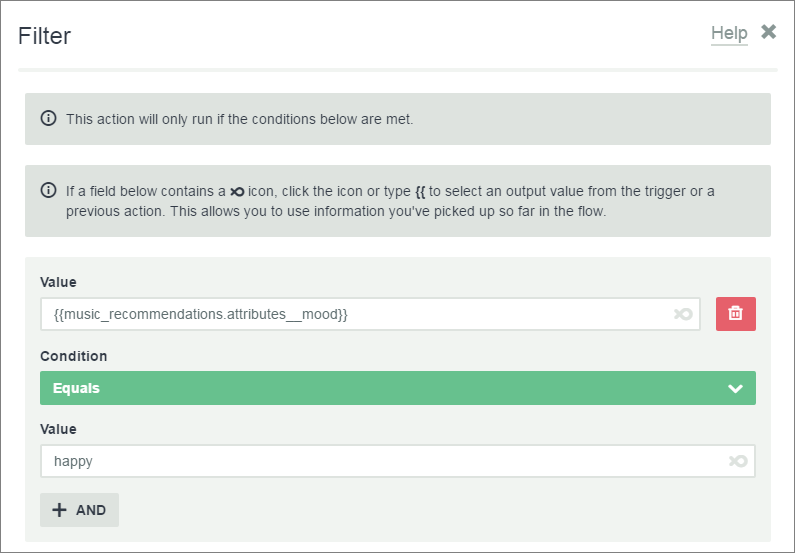 Filter
Help
This action will only run if the conditions below are met.
If a field below contains a icon, click the icon or type {{ to select an output value from the trigger or a
previous action. This allows you to use information you've picked up so far in the flow.
Value
{{music_recommendations.attributes__mood}}
Condition
Equals
Value
happy
AND